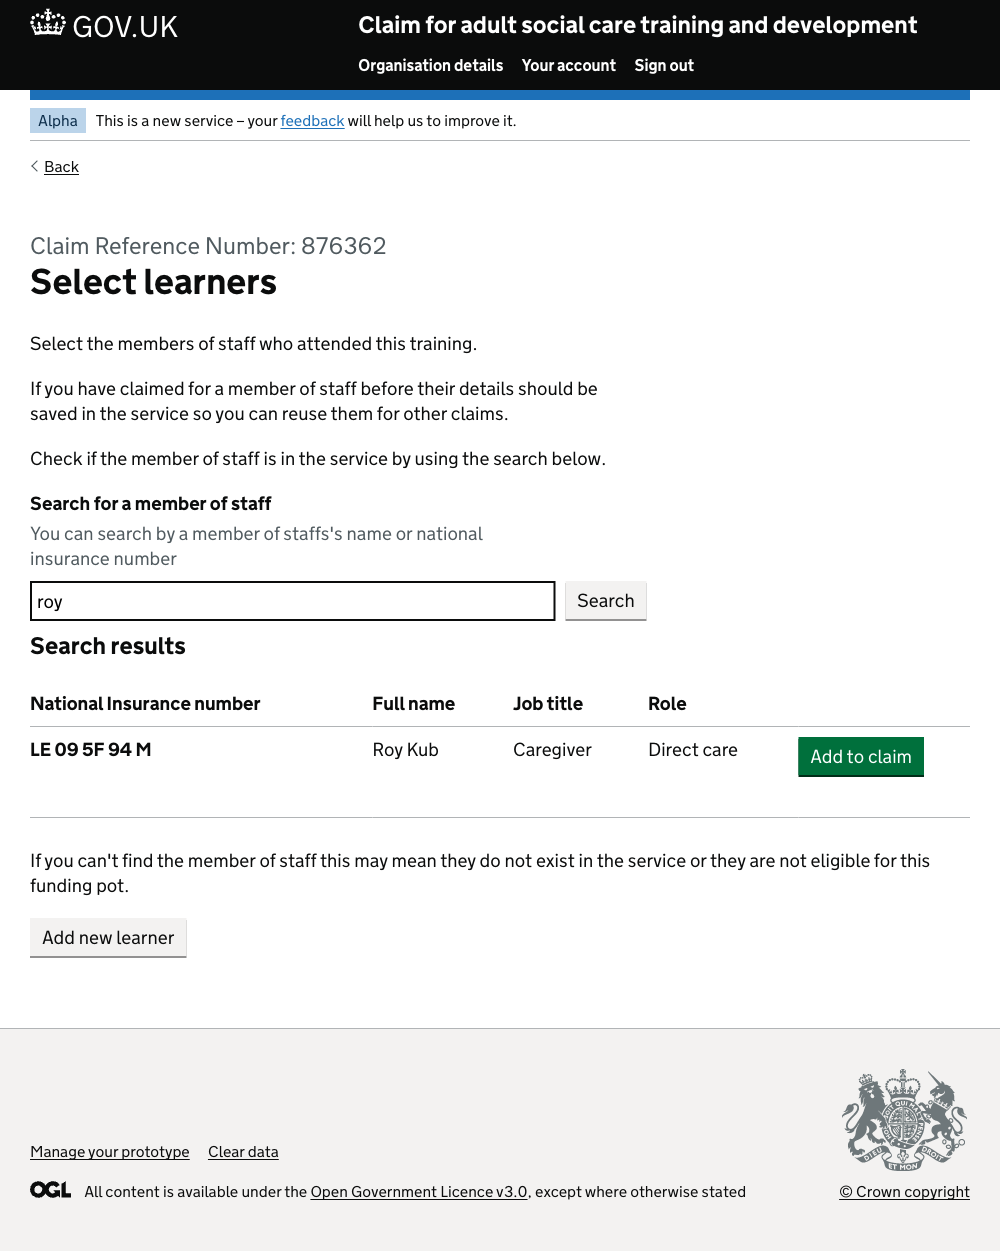 GOV.UK
Claim for adult social care training and development
Organisation details Your account Sign out
Alpha This is a new service – your feedback will help us to improve it.
Back
Claim Reference Number: 876362
Select learners
Select the members of staff who attended this training.
If you have claimed for a member of staff before their details should be
saved in the service so you can reuse them for other claims.
Check if the member of staff is in the service by using the search below.
Search for a member of staff
You can search by a member of staffs's name or national
insurance number
roy Search
Search results
National Insurance number Full name Job title Role
LE 09 5F 94 M Roy Kub Caregiver Direct care Add to claim
If you can't find the member of staff this may mean they do not exist in the service or they are not eligible for this
funding pot.
Add new learner
Manage your prototype Clear data
OGL All content is available under the Open Government Licence v3.0, except where otherwise stated
© Crown copyright